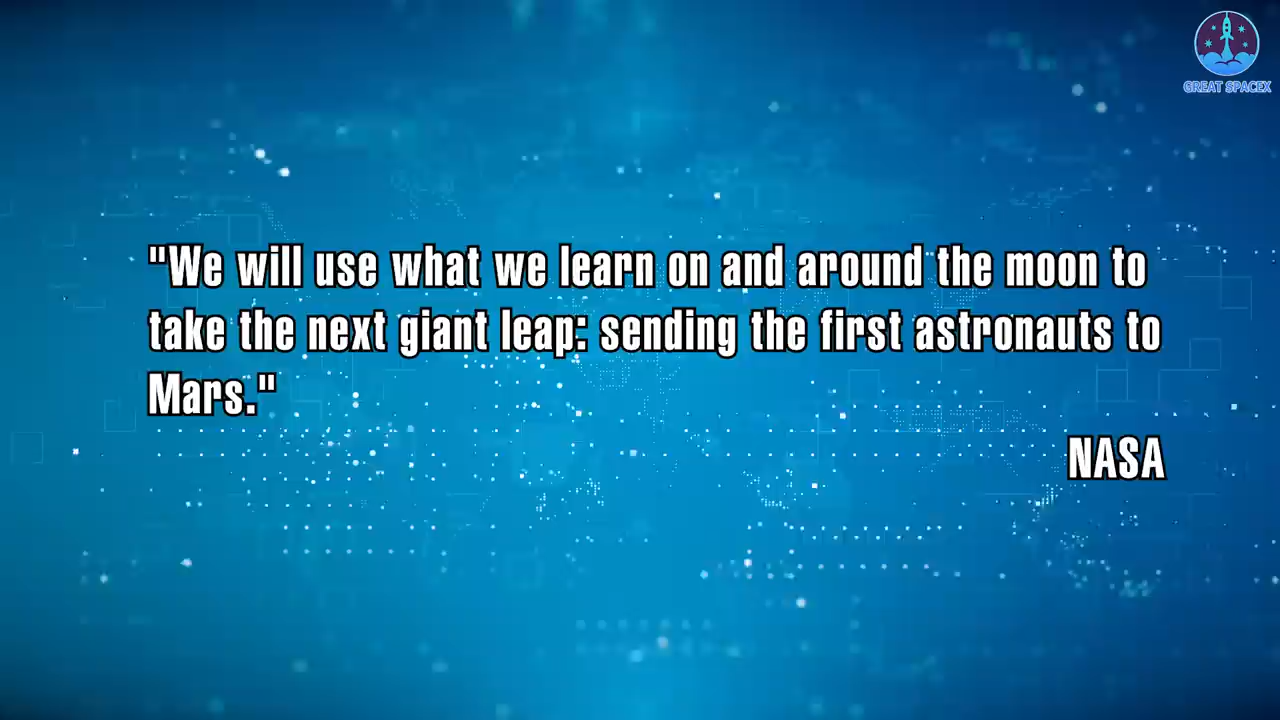 GREAT SPACEX
"We will use what we learn on and around the moon to
take the next giant leap: sending the first astronauts to
Mars."
NASA